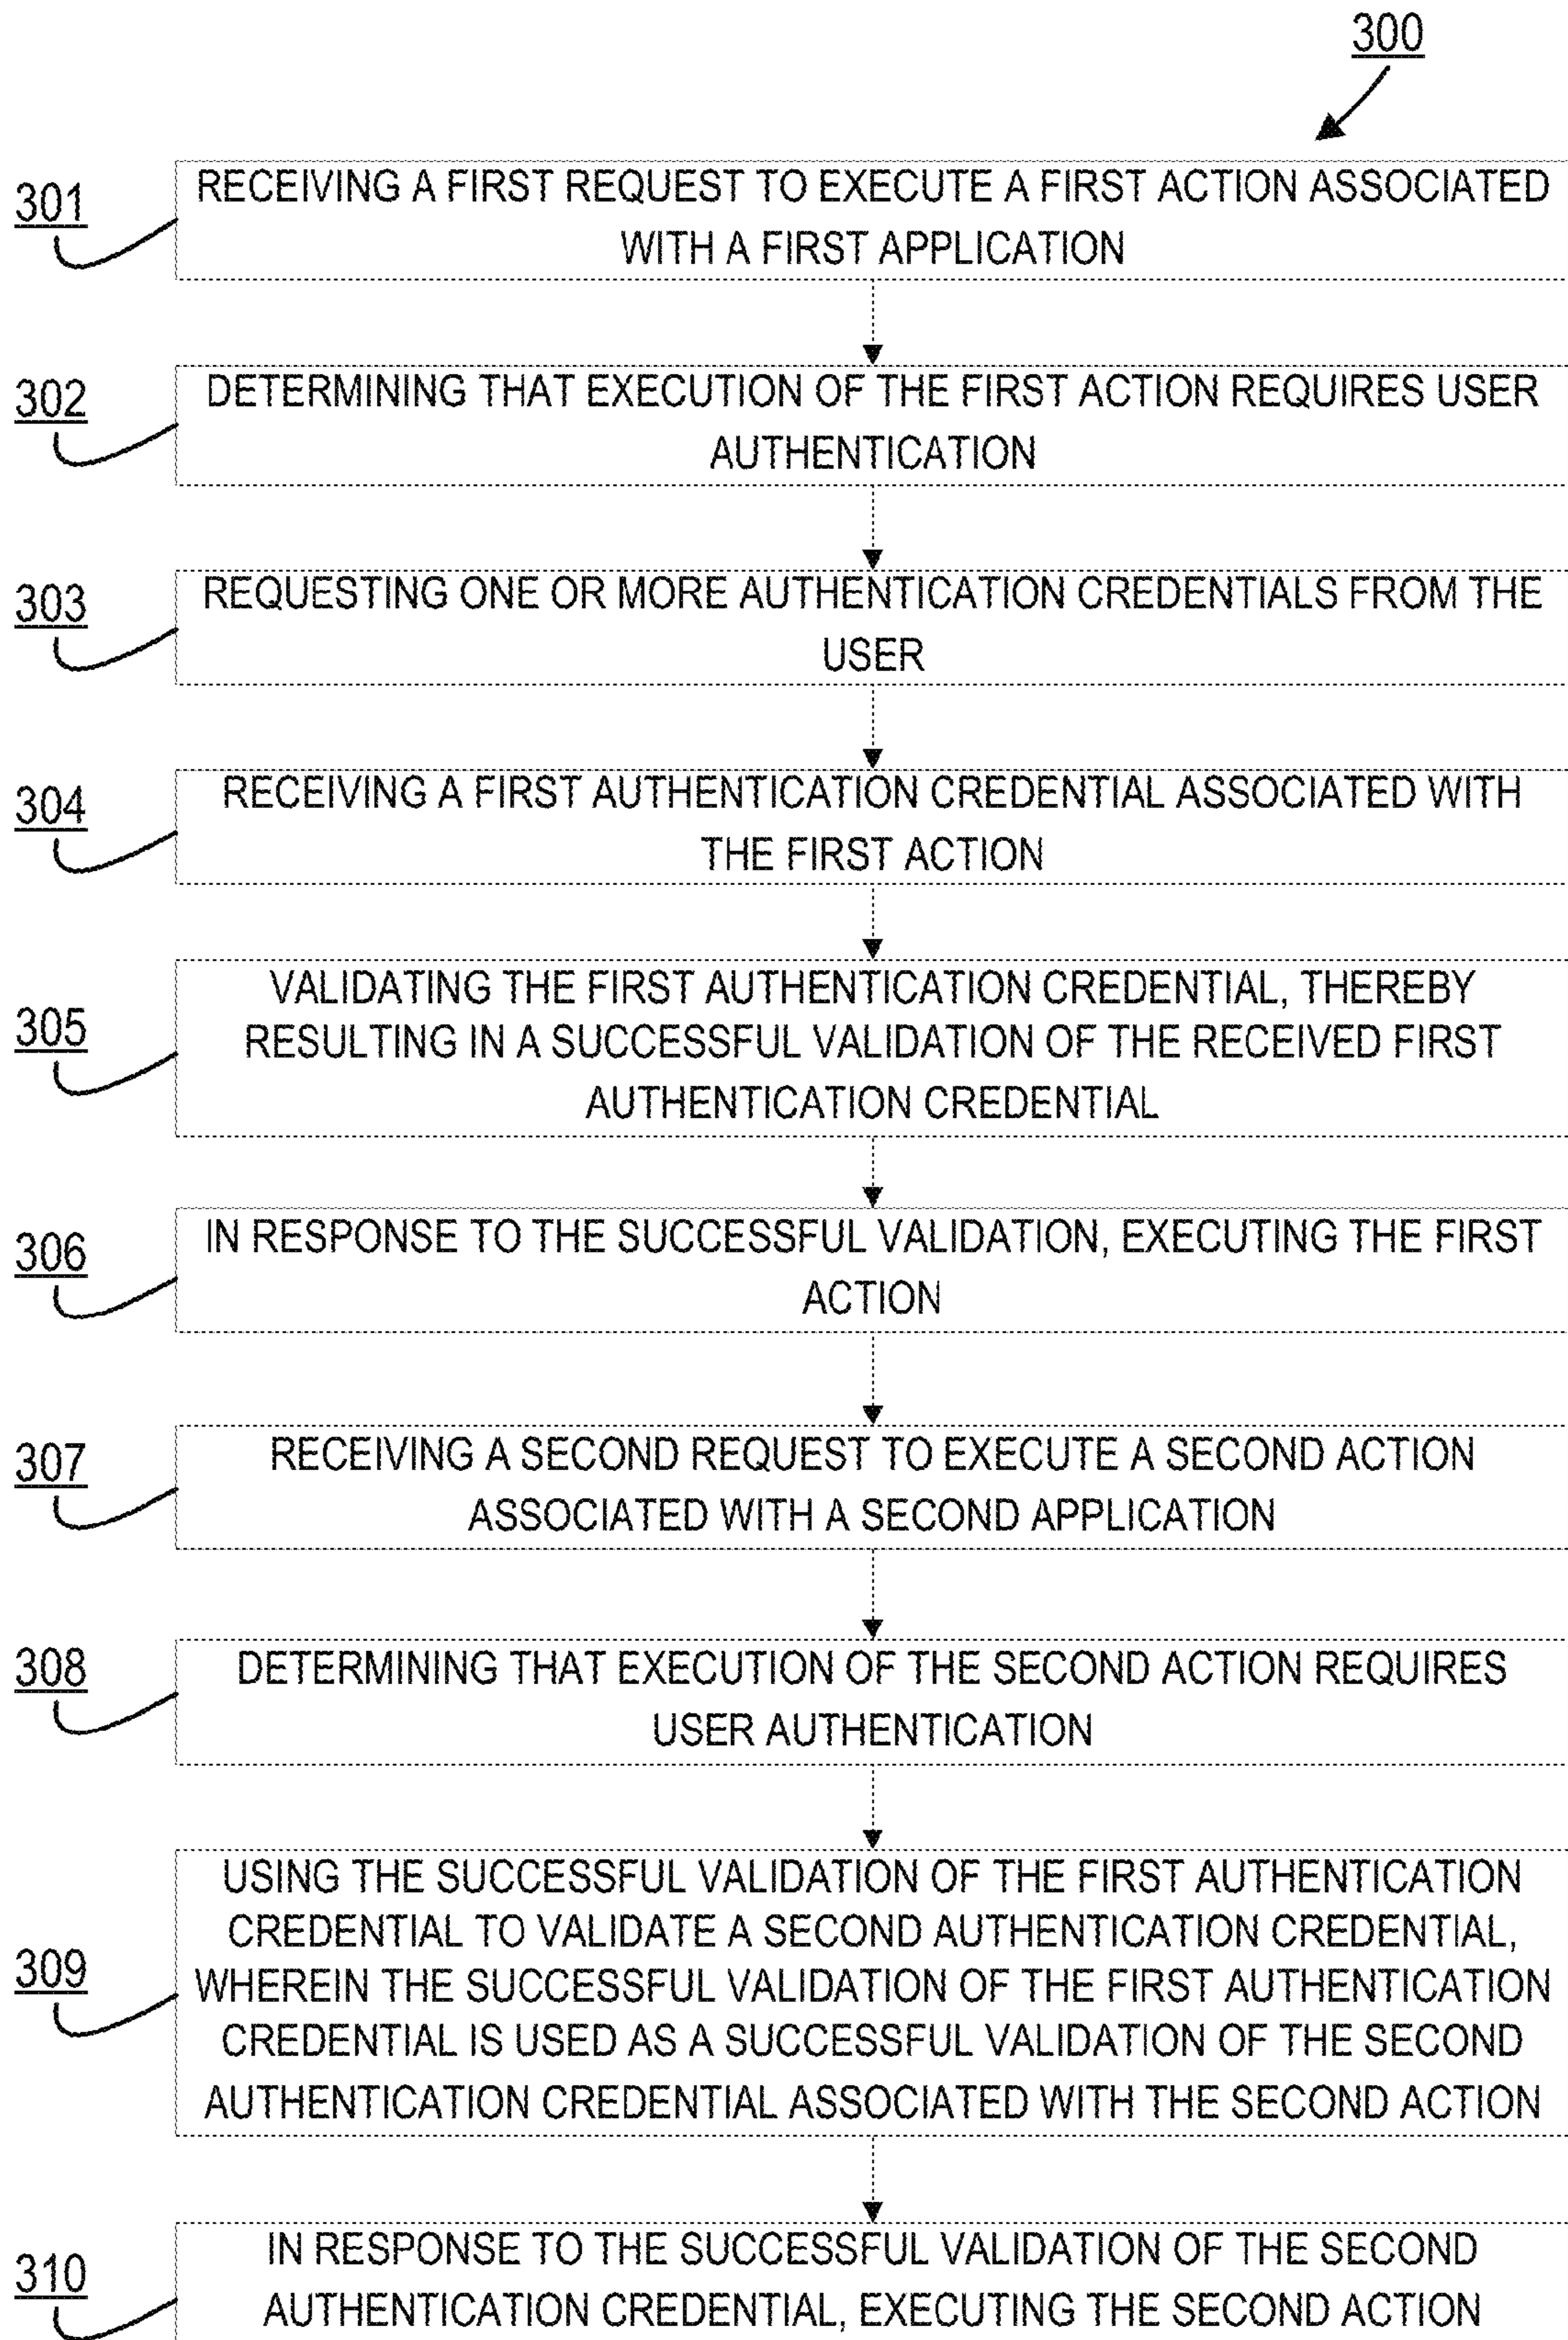 300
301
RECEIVING A FIRST REQUEST TO EXECUTE A FIRST ACTION ASSOCIATED
WITH A FIRST APPLICATION
302
DETERMINING THAT EXECUTION OF THE FIRST ACTION REQUIRES USER
AUTHENTICATION
303
REQUESTING ONE OR MORE AUTHENTICATION CREDENTIALS FROM THE
USER
304
RECEIVING A FIRST AUTHENTICATION CREDENTIAL ASSOCIATED WITH
THE FIRST ACTION
305
VALIDATING THE FIRST AUTHENTICATION CREDENTIAL, THEREBY
RESULTING IN A SUCCESSFUL VALIDATION OF THE RECEIVED FIRST
AUTHENTICATION CREDENTIAL
306
IN RESPONSE TO THE SUCCESSFUL VALIDATION, EXECUTING THE FIRST
ACTION
307
RECEIVING A SECOND REQUEST TO EXECUTE A SECOND ACTION
ASSOCIATED WITH A SECOND APPLICATION
308
DETERMINING THAT EXECUTION OF THE SECOND ACTION REQUIRES
USER AUTHENTICATION
309
USING THE SUCCESSFUL VALIDATION OF THE FIRST AUTHENTICATION
CREDENTIAL TO VALIDATE A SECOND AUTHENTICATION CREDENTIAL,
WHEREIN THE SUCCESSFUL VALIDATION OF THE FIRST AUTHENTICATION
CREDENTIAL IS USED AS A SUCCESSFUL VALIDATION OF THE SECOND
AUTHENTICATION CREDENTIAL ASSOCIATED WITH THE SECOND ACTION
310
IN RESPONSE TO THE SUCCESSFUL VALIDATION OF THE SECOND
AUTHENTICATION CREDENTIAL, EXECUTING THE SECOND ACTION